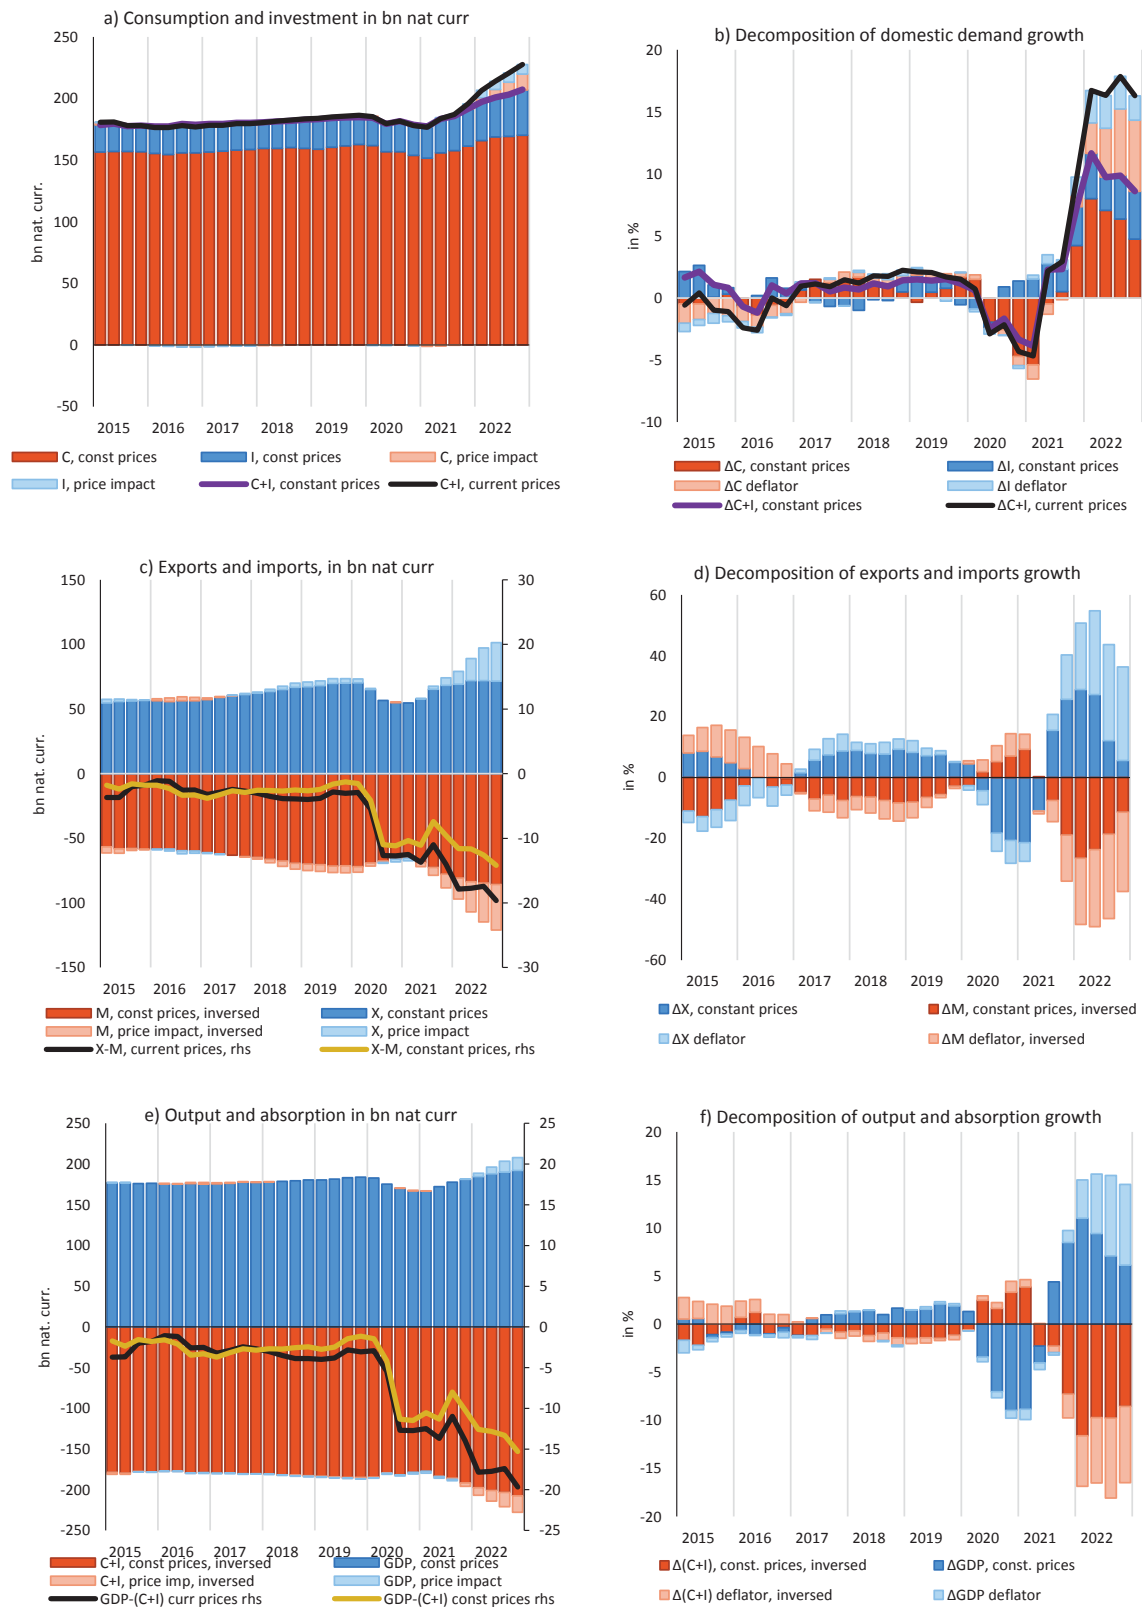 a) Consumption and investment in bn nat curr
250
200
150
100
50
0
-50
bn nat. curr.
2015 2016 2017 2018 2019 2020 2021 2022
C, const prices I, const prices C, price impact
I, price impact C+I, constant prices C+I, current prices
b) Decomposition of domestic demand growth
20
15
10
5
0
-5
-10
in %
2015 2016 2017 2018 2019 2020 2021 2022
ΔC, constant prices ΔI, constant prices
ΔC deflator ΔI deflator
ΔC+I, constant prices ΔC+I, current prices
c) Exports and imports, in bn nat curr
150 30
100 20
50 10
0 0
-50 -10
-100 -20
-150 -30
bn nat. curr.
2015 2016 2017 2018 2019 2020 2021 2022
M, const prices, inversed X, constant prices
M, price impact, inversed X, price impact
X-M, current prices, rhs X-M, constant prices, rhs
d) Decomposition of exports and imports growth
60
40
20
0
-20
-40
-60
in %
2015 2016 2017 2018 2019 2020 2021 2022
ΔX, constant prices ΔM, constant prices, inversed
ΔX deflator ΔM deflator, inversed
e) Output and absorption in bn nat curr
250 25
200 20
150 15
100 10
50 5
0 0
-50 -5
-100 -10
-150 -15
-200 -20
-250 -25
bn nat. curr.
2015 2016 2017 2018 2019 2020 2021 2022
C+I, const prices, inversed GDP, const prices
C+I, price imp, inversed GDP, price impact
GDP-(C+I) curr prices rhs GDP-(C+I) const prices rhs
f) Decomposition of output and absorption growth
20
15
10
5
0
-5
-10
-15
-20
in %
2015 2016 2017 2018 2019 2020 2021 2022
Δ(C+I), const. prices, inversed ΔGDP, const. prices
Δ(C+I) deflator, inversed ΔGDP deflator